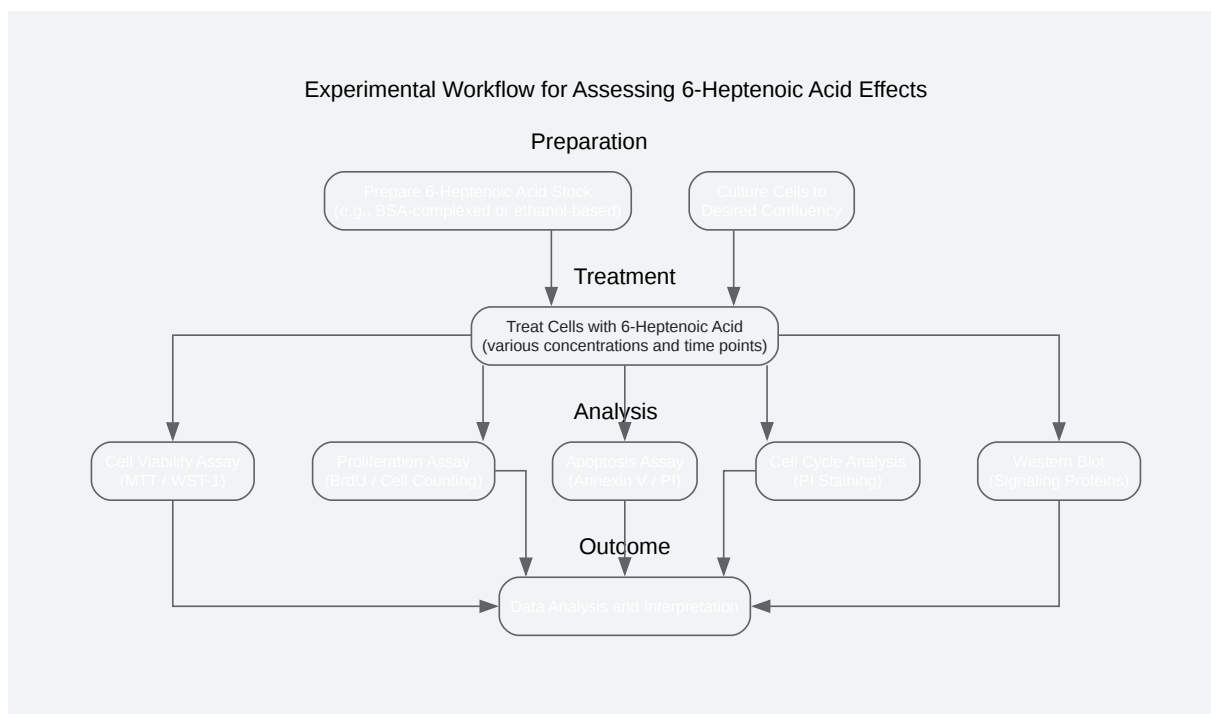 Experimental Workflow for Assessing 6-Heptenoic Acid Effects
Preparation
Prepare 6-Heptenoic Acid Stock
(e.g., BSA-complexed or ethanol-based)
Culture Cells to
Desired Confluency
Treatment
Treat Cells with 6-Heptenoic Acid
(various concentrations and time points)
Analysis
Cell Viability Assay
(MTT / WST-1)
Proliferation Assay
(BrdU / Cell Counting)
Apoptosis Assay
(Annexin V / PI)
Cell Cycle Analysis
(PI Staining)
Western Blot
(Signaling Proteins)
Outcome
Data Analysis and Interpretation